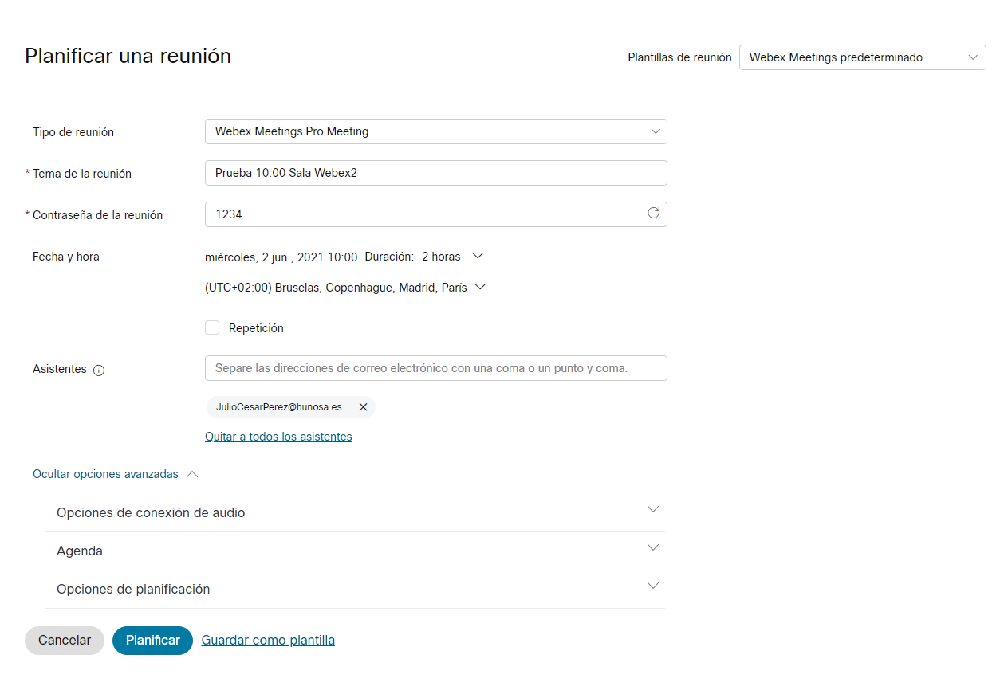 Planificar una reunión
Plantillas de reunión Webex Meetings predeterminado
Tipo de reunión Webex Meetings Pro Meeting
* Tema de la reunión Prueba 10:00 Sala Webex2
* Contraseña de la reunión 1234
Fecha y hora miércoles, 2 jun., 2021 10:00 Duración: 2 horas
(UTC+02:00) Bruselas, Copenhague, Madrid, París
Repetición
Asistentes Separe las direcciones de correo electrónico con una coma o un punto y coma.
JulioCesarPerez@hunosa.es
Quitar a todos los asistentes
Ocultar opciones avanzadas
Opciones de conexión de audio
Agenda
Opciones de planificación
Cancelar Planificar Guardar como plantilla